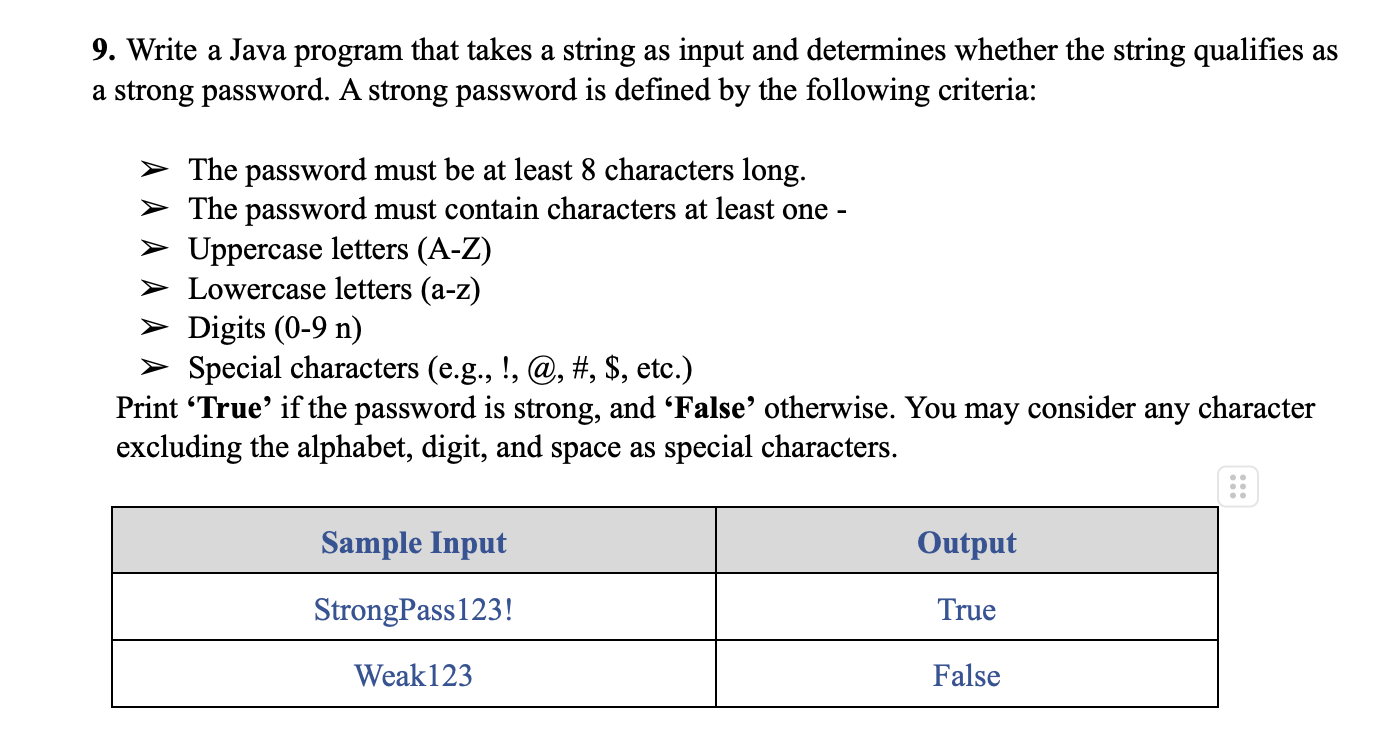 9. Write a Java program that takes a string as input and determines whether the string qualifies as
a strong password. A strong password is defined by the following criteria:
➢ The password must be at least 8 characters long.
➢ The password must contain characters at least one -
➢ Uppercase letters (A-Z)
➢ Lowercase letters (a-z)
➢ Digits (0-9 n)
➢ Special characters (e.g., !, @, #, $, etc.)
Print ‘True’ if the password is strong, and ‘False’ otherwise. You may consider any character
excluding the alphabet, digit, and space as special characters.
Sample Input Output
StrongPass123! True
Weak123 False